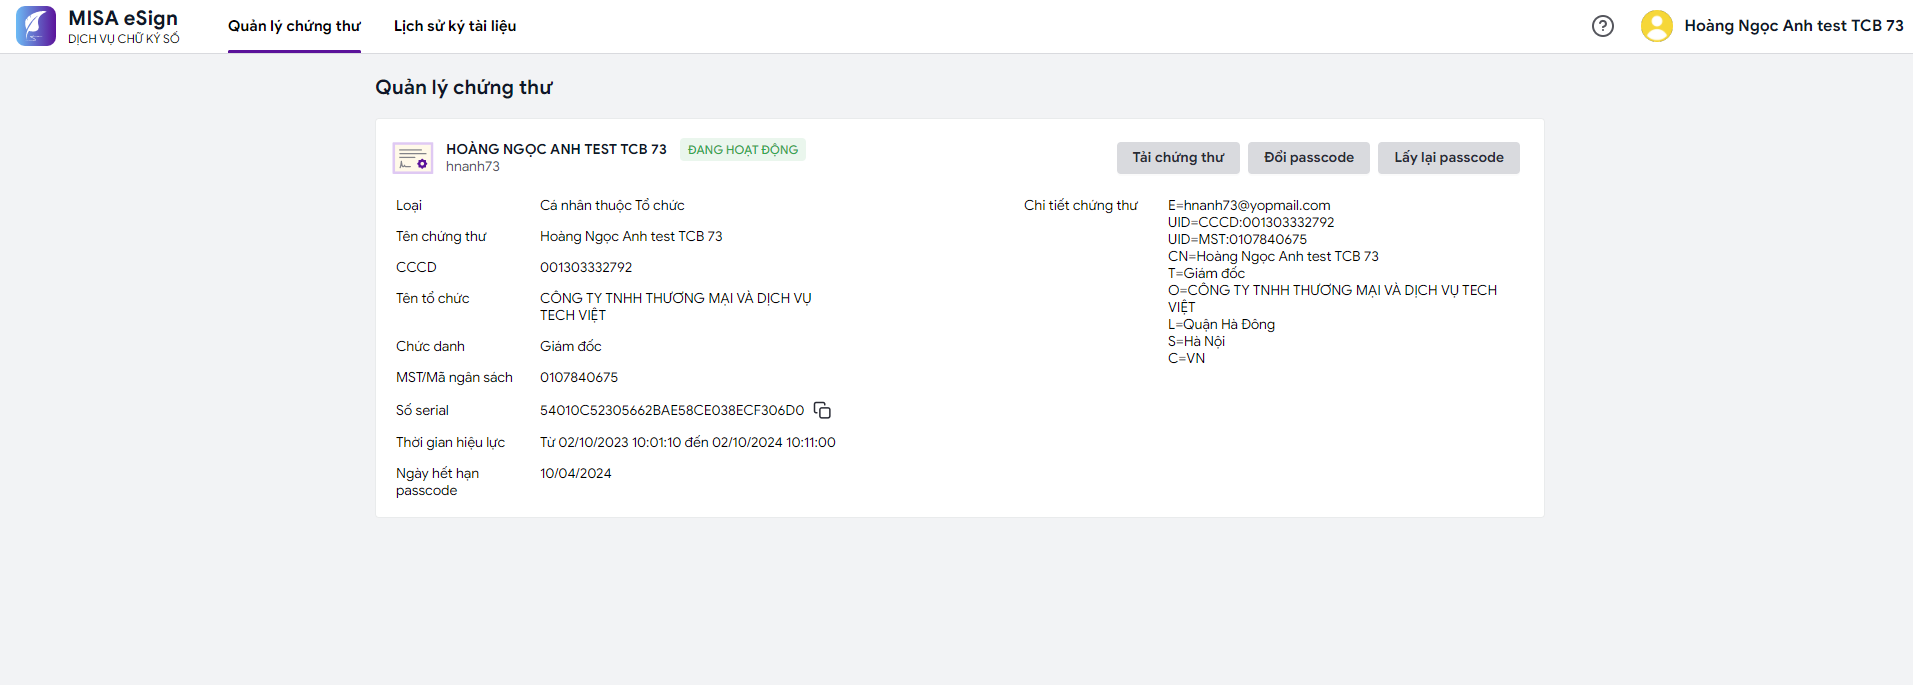 MISA eSign
DỊCH VỤ CHỮ KÝ SỐ
Quản lý chứng thư
Lịch sử ký tài liệu
Hoàng Ngọc Anh test TCB 73
Quản lý chứng thư
HOÀNG NGỌC ANH TEST TCB 73
ĐANG HOẠT ĐỘNG
hnanh73
Tải chứng thư
Đổi passcode
Lấy lại passcode
Loại
Cá nhân thuộc Tổ chức
Tên chứng thư
Hoàng Ngọc Anh test TCB 73
CCCD
001303332792
Tên tổ chức
CÔNG TY TNHH THƯƠNG MẠI VÀ DỊCH VỤ
TECH VIỆT
Chức danh
Giám đốc
MST/Mã ngân sách
0107840675
Số serial
54010C52305662BAE58CE038ECF306D0
Thời gian hiệu lực
Từ 02/10/2023 10:01:10 đến 02/10/2024 10:11:00
Ngày hết hạn
passcode
10/04/2024
Chi tiết chứng thư
E=hnanh73@yopmail.com
UID=CCCD:001303332792
UID=MST:0107840675
CN=Hoàng Ngọc Anh test TCB 73
T=Giám đốc
O=CÔNG TY TNHH THƯƠNG MẠI VÀ DỊCH VỤ TECH
VIỆT
L=Quận Hà Đông
S=Hà Nội
C=VN